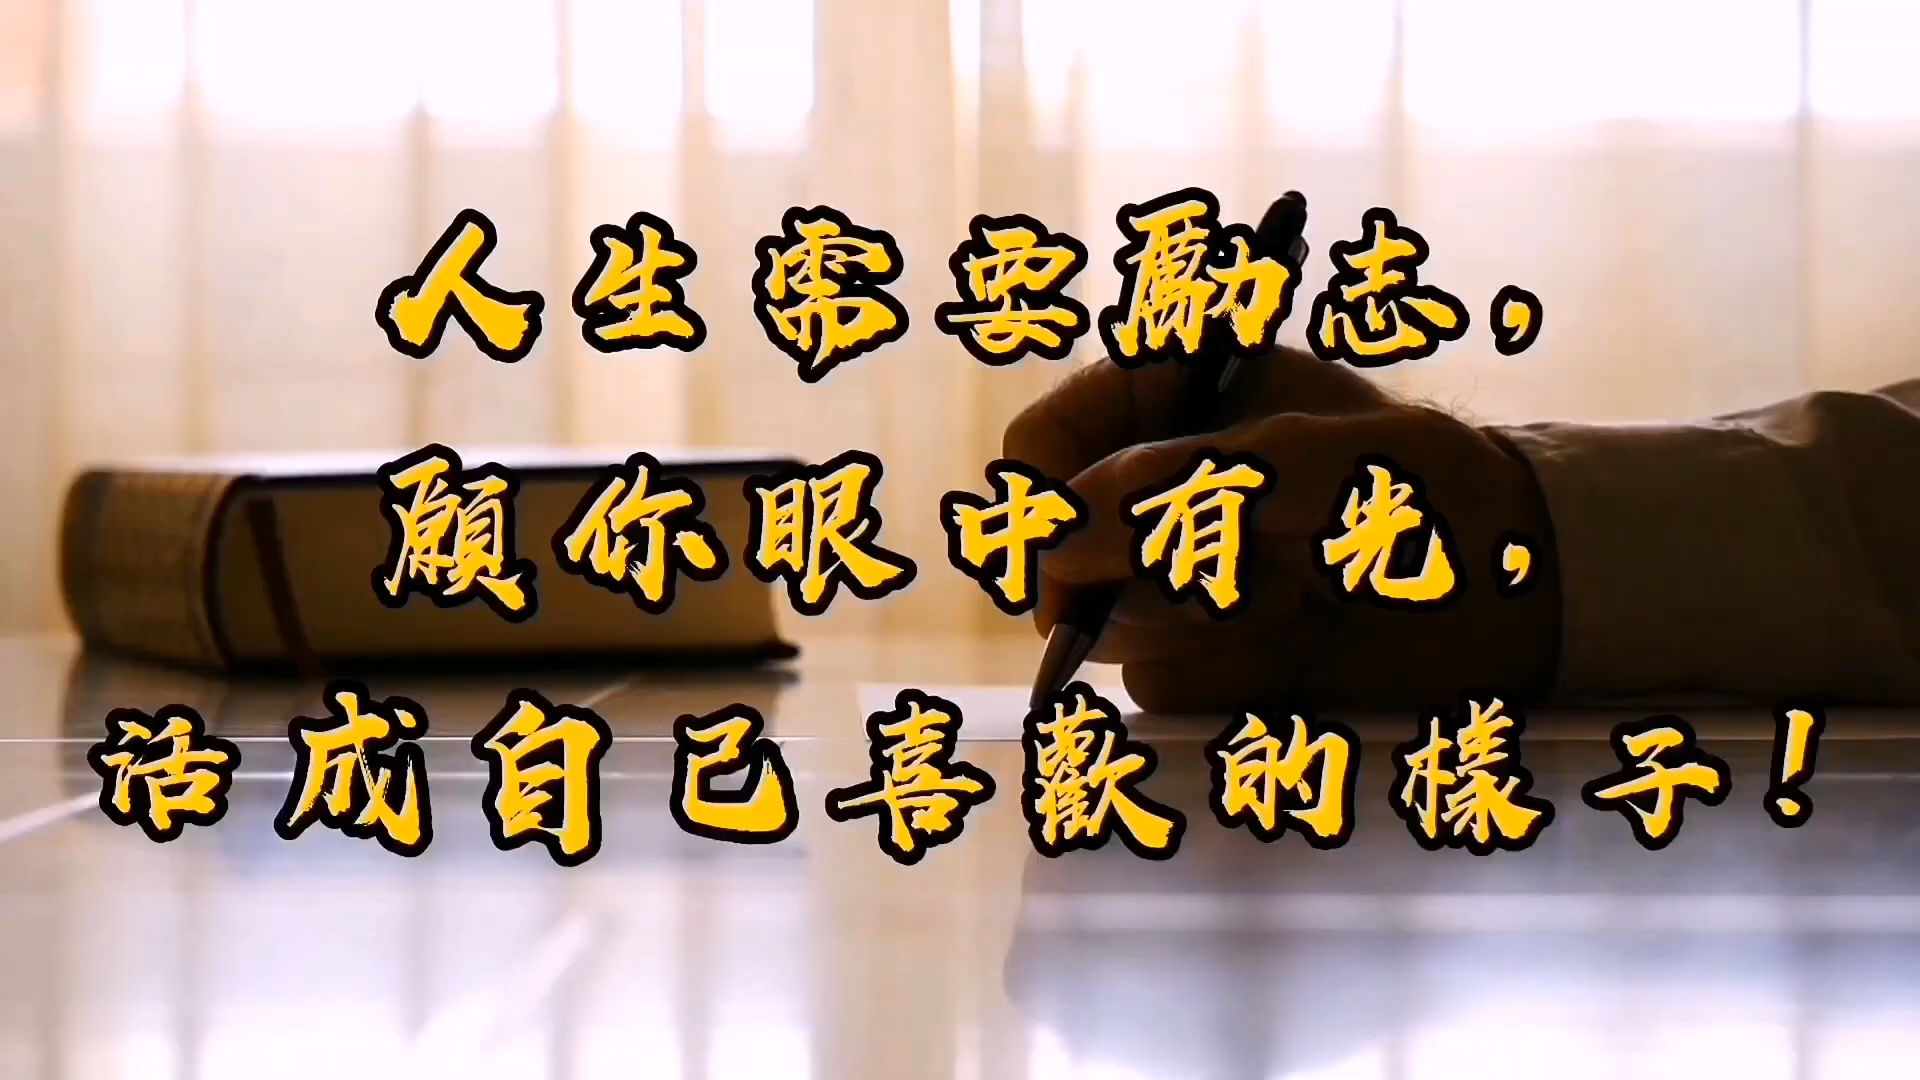 人生需要勵志，
願你眼中有光，
活成自己喜歡的樣子！